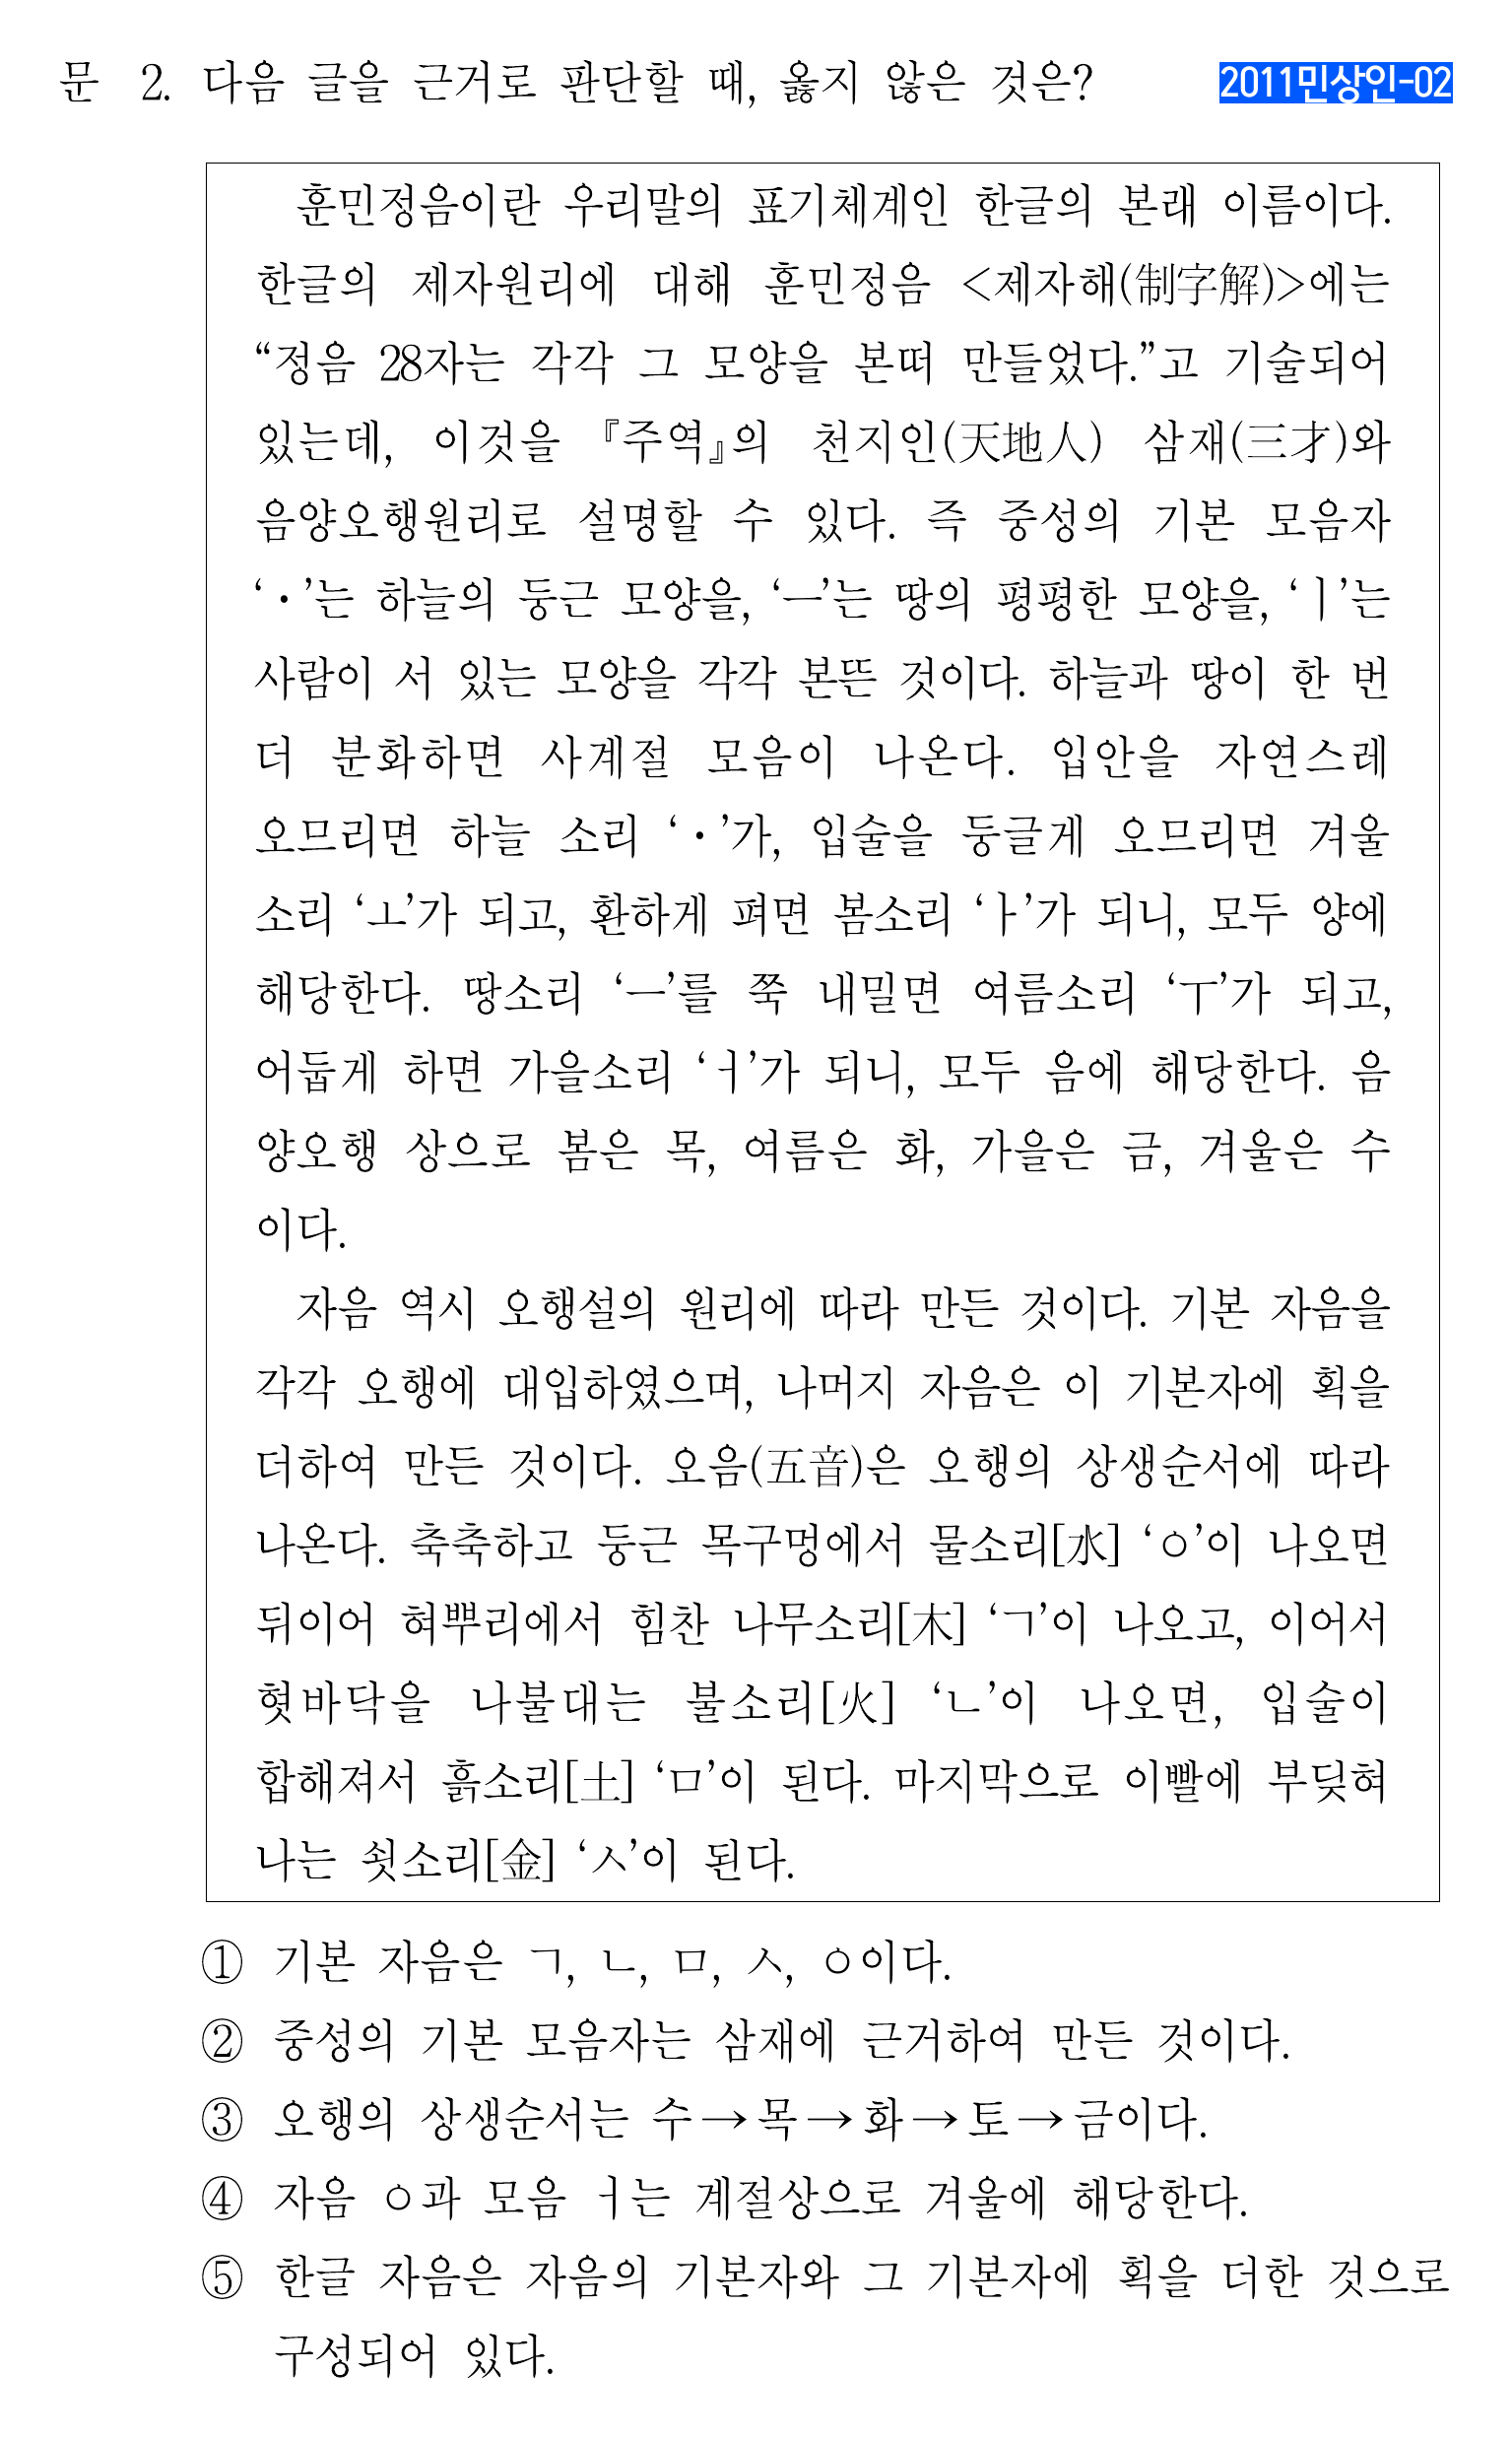 문 2. 다음 글을 근거로 판단할 때, 옳지 않은 것은?
2011민상인-02
훈민정음이란 우리말의 표기체계인 한글의 본래 이름이다.
한글의 제자원리에 대해 훈민정음 <제자해(制字解)>에는
“정음 28자는 각각 그 모양을 본떠 만들었다.”고 기술되어
있는데, 이것을 『주역』의 천지인(天地人) 삼재(三才)와
음양오행원리로 설명할 수 있다. 즉 중성의 기본 모음자
‘ㆍ’는 하늘의 둥근 모양을, ‘ㅡ’는 땅의 평평한 모양을, ‘ㅣ’는
사람이 서 있는 모양을 각각 본뜬 것이다. 하늘과 땅이 한 번
더 분화하면 사계절 모음이 나온다. 입안을 자연스레
오므리면 하늘 소리 ‘ㆍ’가, 입술을 둥글게 오므리면 겨울
소리 ‘ㅗ’가 되고, 환하게 펴면 봄소리 ‘ㅏ’가 되니, 모두 양에
해당한다. 땅소리 ‘ㅡ’를 쭉 내밀면 여름소리 ‘ㅜ’가 되고,
어둡게 하면 가을소리 ‘ㅓ’가 되니, 모두 음에 해당한다. 음
양오행 상으로 봄은 목, 여름은 화, 가을은 금, 겨울은 수
이다.
자음 역시 오행설의 원리에 따라 만든 것이다. 기본 자음을
각각 오행에 대입하였으며, 나머지 자음은 이 기본자에 획을
더하여 만든 것이다. 오음(五音)은 오행의 상생순서에 따라
나온다. 축축하고 둥근 목구멍에서 물소리[水] ‘ㅇ’이 나오면
뒤이어 혀뿌리에서 힘찬 나무소리[木] ‘ㄱ’이 나오고, 이어서
혓바닥을 나불대는 불소리[火] ‘ㄴ’이 나오면, 입술이
합해져서 흙소리[土] ‘ㅁ’이 된다. 마지막으로 이빨에 부딪혀
나는 쇳소리[金] ‘ㅅ’이 된다.
① 기본 자음은 ㄱ, ㄴ, ㅁ, ㅅ, ㅇ이다.
② 중성의 기본 모음자는 삼재에 근거하여 만든 것이다.
③ 오행의 상생순서는 수→목→화→토→금이다.
④ 자음 ㅇ과 모음 ㅓ는 계절상으로 겨울에 해당한다.
⑤ 한글 자음은 자음의 기본자와 그 기본자에 획을 더한 것으로
구성되어 있다.